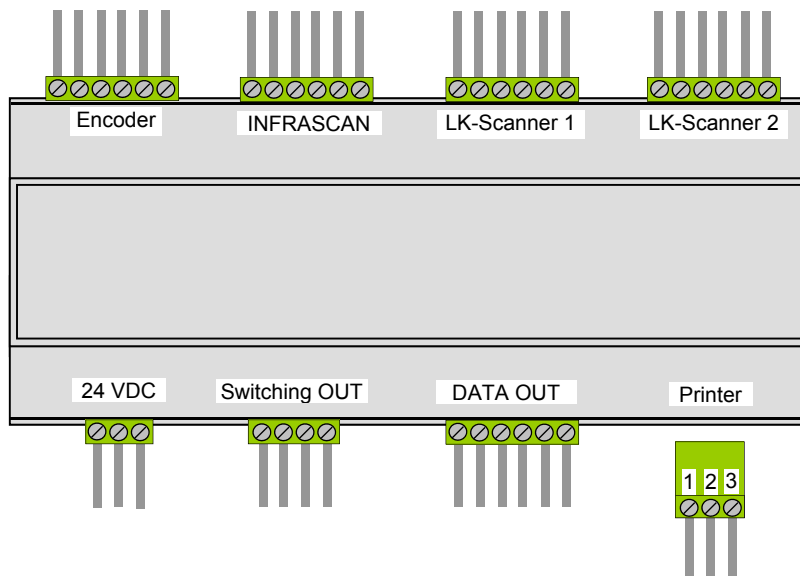 Encoder INFRASCAN LK-Scanner 1 LK-Scanner 2
24 VDC Switching OUT DATA OUT Printer
1 2 3